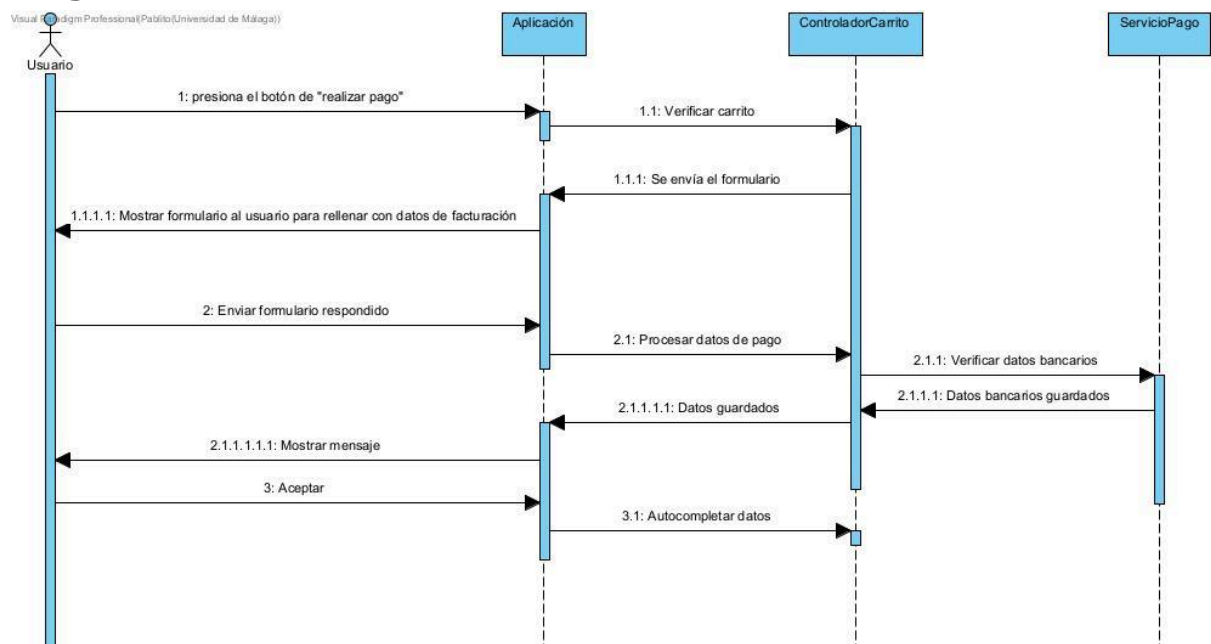 Visual Paradigm Professional(Pablito(Universidad de Málaga))
Usuario
Aplicación
ControladorCarrito
ServicioPago
1: presiona el botón de "realizar pago"
1.1: Verificar carrito
1.1.1: Se envía el formulario
1.1.1.1: Mostrar formulario al usuario para rellenar con datos de facturación
2: Enviar formulario respondido
2.1: Procesar datos de pago
2.1.1: Verificar datos bancarios
2.1.1.1: Datos bancarios guardados
2.1.1.1.1: Datos guardados
2.1.1.1.1.1: Mostrar mensaje
3: Aceptar
3.1: Autocompletar datos